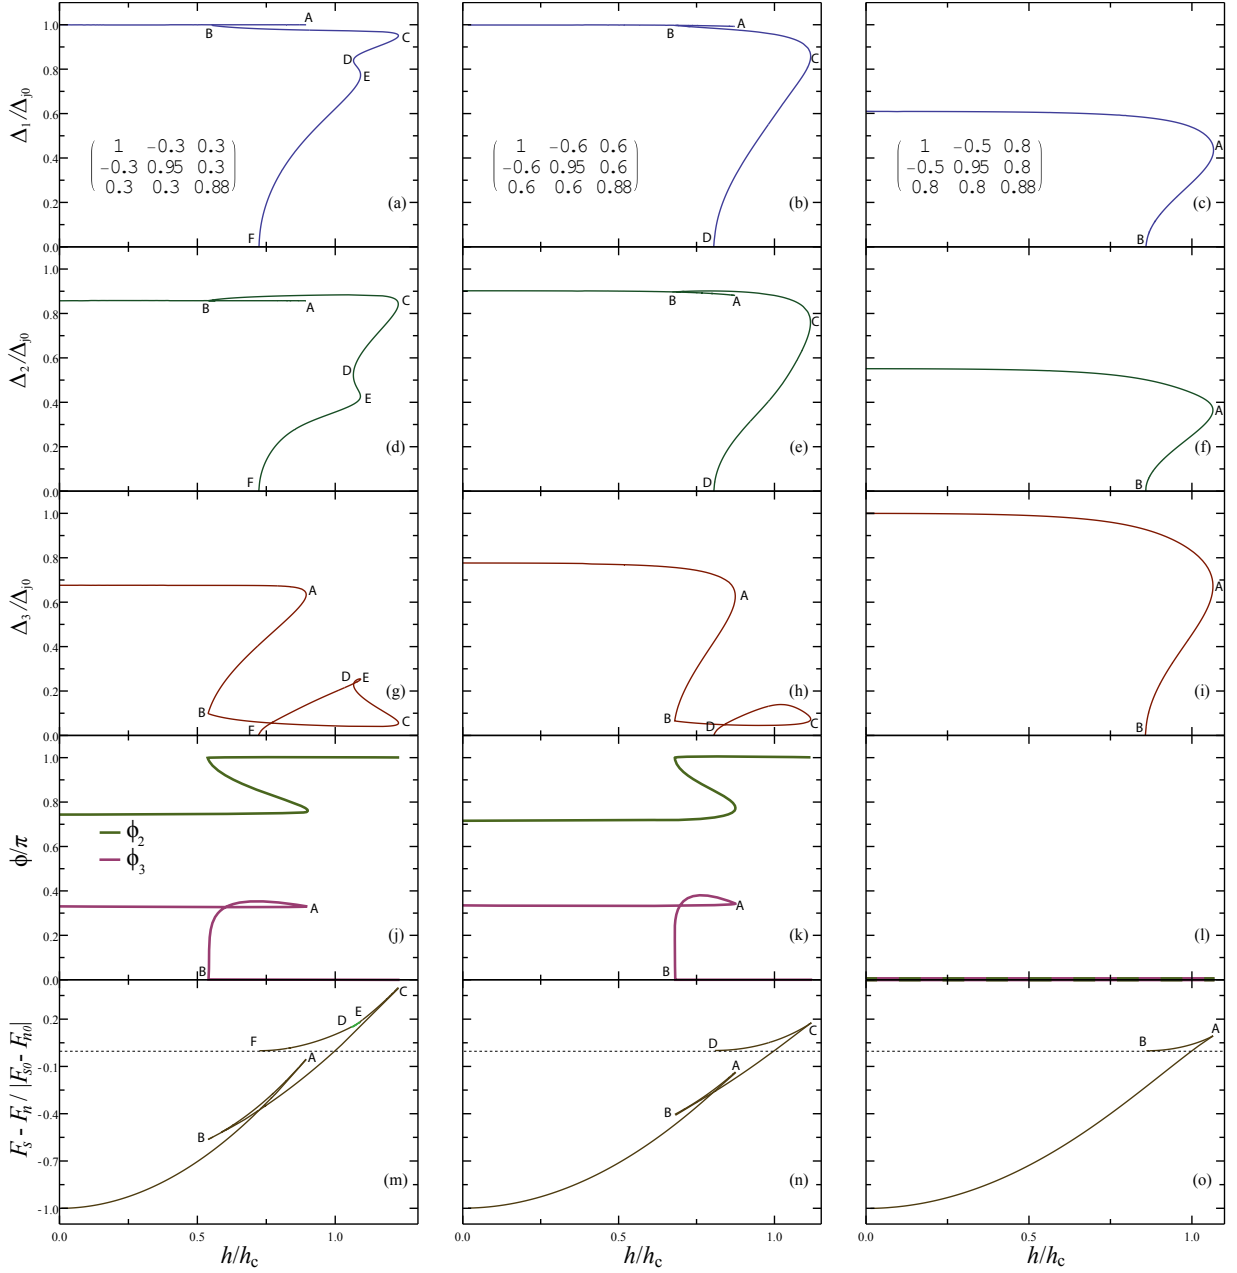 Δ₁/Δⱼ₀
1.0
0.8
0.6
0.4
0.2
0.0
A
B
C
D
E
F
1 -0.3 0.3
-0.3 0.95 0.3
0.3 0.3 0.88
(a)
A
B
C
D
1 -0.6 0.6
-0.6 0.95 0.6
0.6 0.6 0.88
(b)
A
B
1 -0.5 0.8
-0.5 0.95 0.8
0.8 0.8 0.88
(c)
Δ₂/Δⱼ₀
1.0
0.8
0.6
0.4
0.2
0.0
B
A
C
D
E
F
(d)
B
A
C
D
(e)
A
B
(f)
Δ₃/Δⱼ₀
1.0
0.8
0.6
0.4
0.2
0.0
A
D
E
B
C
F
(g)
A
B
D
C
(h)
A
B
(i)
ϕ/π
1.0
0.8
0.6
0.4
0.2
0.0
ϕ₂
ϕ₃
A
B
(j)
A
B
(k)
(l)
Fₛ - Fₙ / |Fₛ₀ - Fₙ₀|
0.2
-0.1
-0.4
-0.7
-1.0
C
E
D
F
A
B
(m)
D
C
A
B
(n)
A
B
(o)
0.0 0.5 1.0
h/h_c
0.0 0.5 1.0
h/h_c
0.0 0.5 1.0
h/h_c